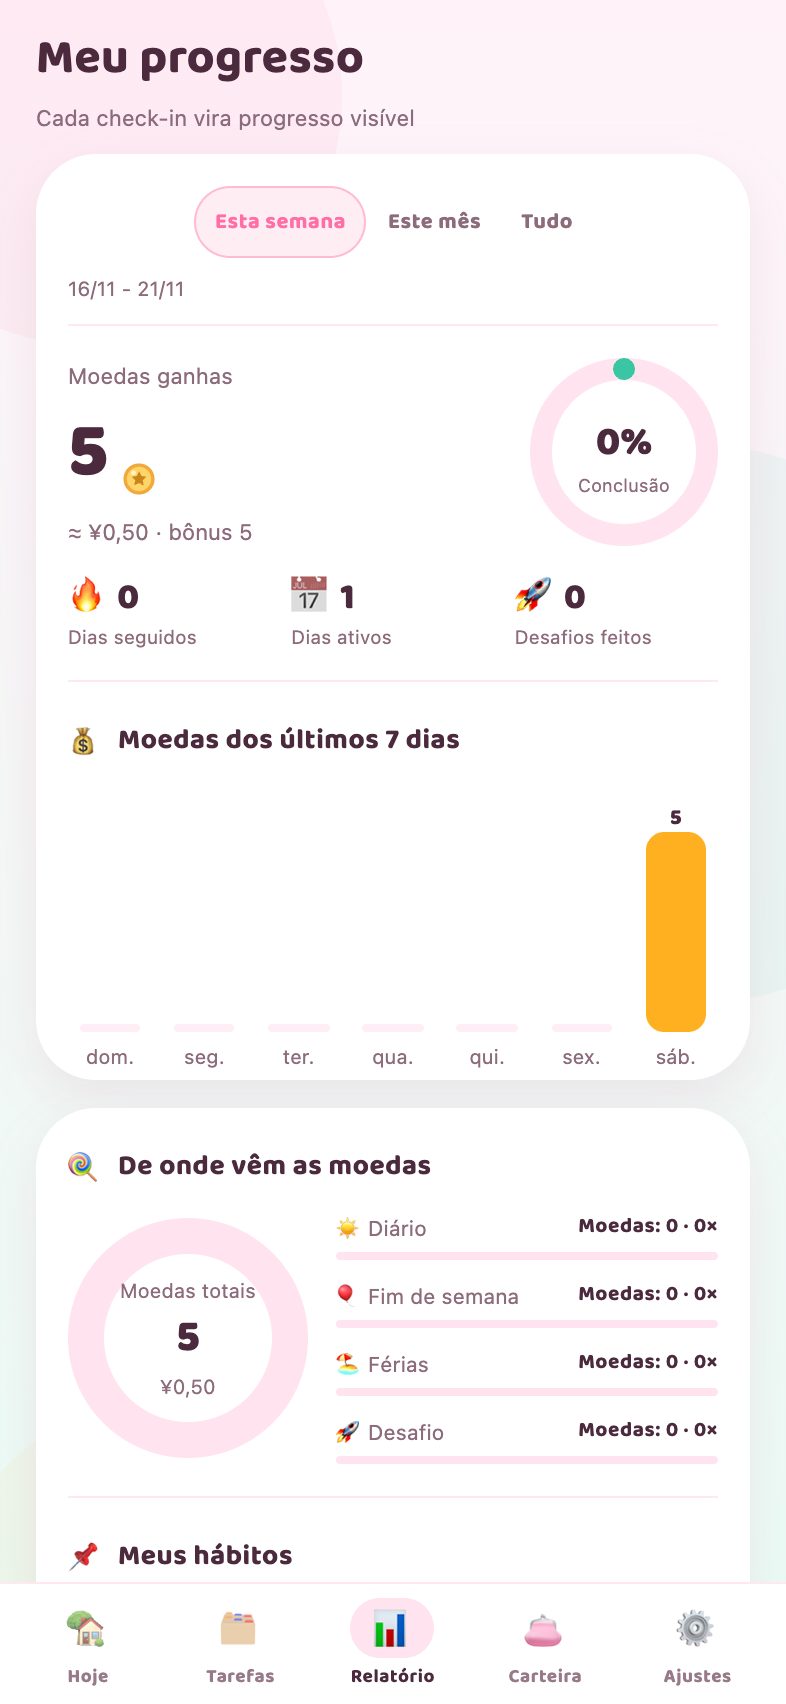 Meu progresso
Cada check-in vira progresso visível
Esta semana Este mês Tudo
16/11 - 21/11
Moedas ganhas
5
≈ ¥0,50 · bônus 5
0%
Conclusão
0
Dias seguidos
JUL
17
1
Dias ativos
0
Desafios feitos
Moedas dos últimos 7 dias
5
dom. seg. ter. qua. qui. sex. sáb.
De onde vêm as moedas
Moedas totais
5
¥0,50
Diário Moedas: 0 · 0×
Fim de semana Moedas: 0 · 0×
Férias Moedas: 0 · 0×
Desafio Moedas: 0 · 0×
Meus hábitos
Hoje Tarefas Relatório Carteira Ajustes